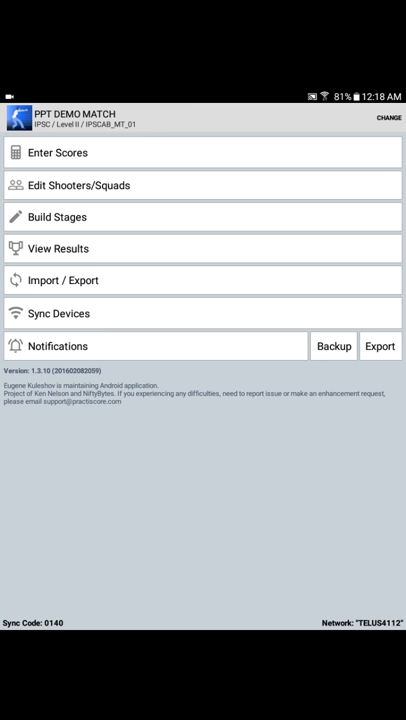 81% 12:18 AM
PPT DEMO MATCH
IPSC / Level II / IPSCAB_MT_01
CHANGE
Enter Scores
Edit Shooters/Squads
Build Stages
View Results
Import / Export
Sync Devices
Notifications
Backup
Export
Version: 1.3.10 (201602082059)
Eugene Kuleshov is maintaining Android application.
Project of Ken Nelson and NiftyBytes. If you experiencing any difficulties, need to report issue or make an enhancement request,
please email support@practiscore.com
Sync Code: 0140
Network: "TELUS4112"